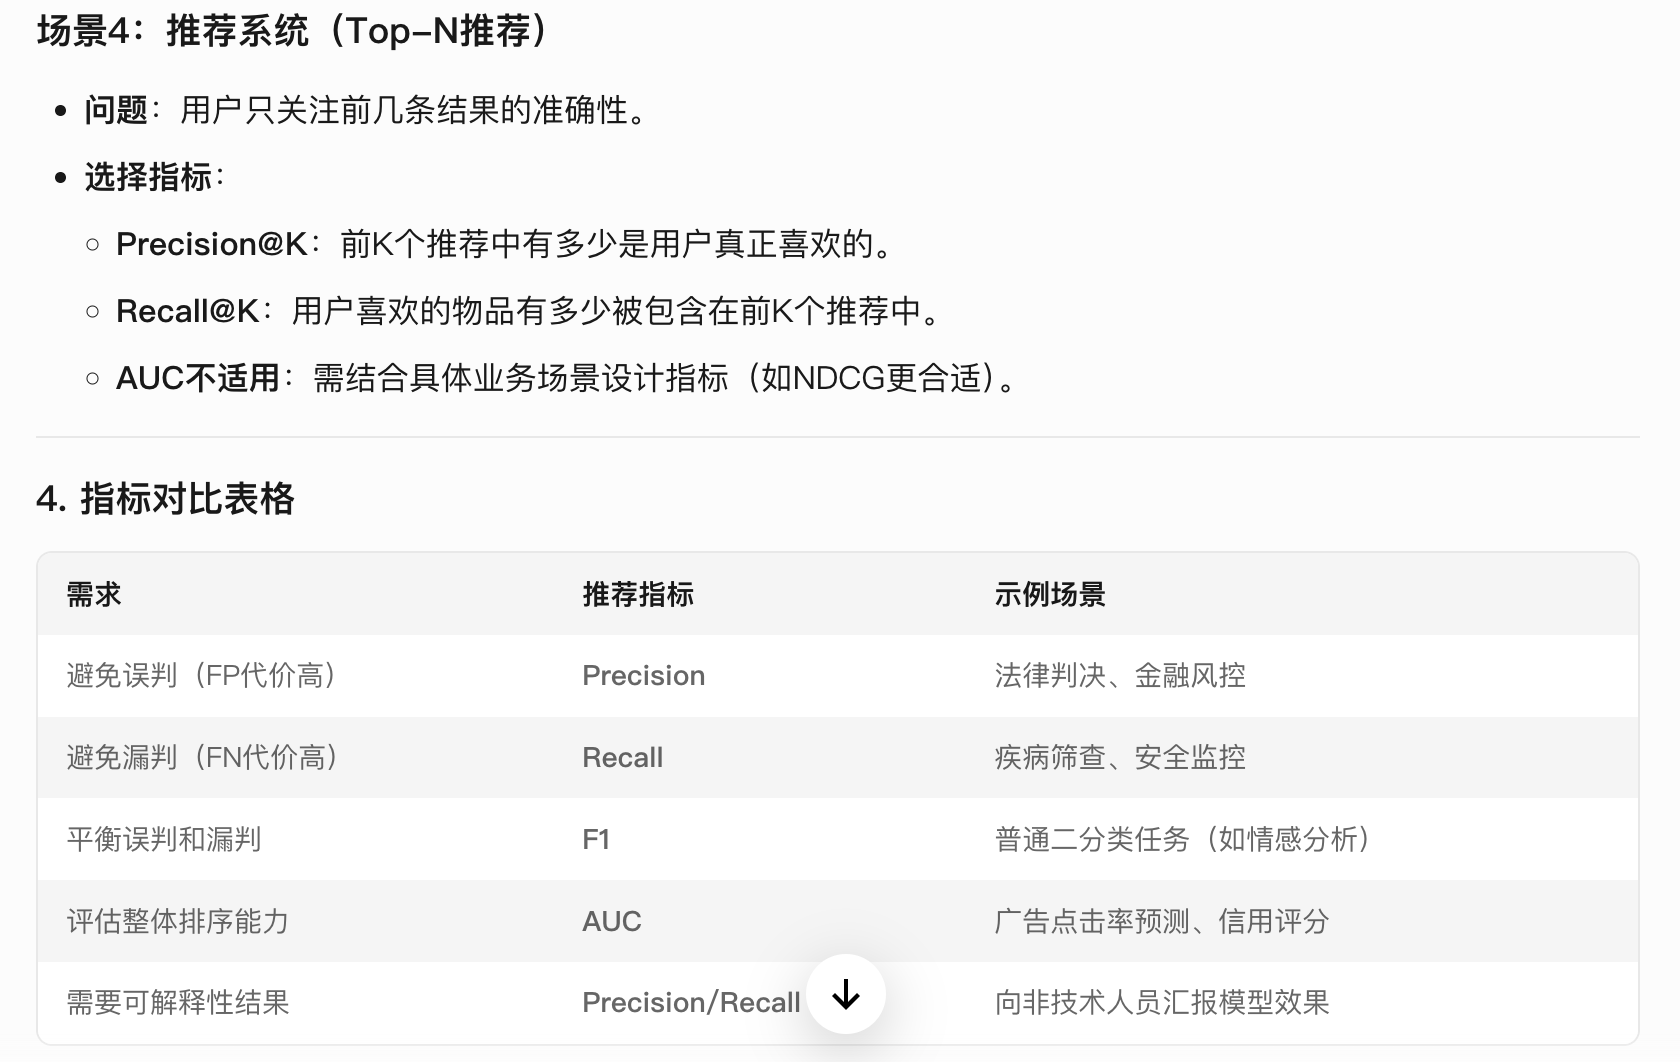 场景4：推荐系统（Top-N推荐）
问题：用户只关注前几条结果的准确性。
选择指标：
Precision@K：前K个推荐中有多少是用户真正喜欢的。
Recall@K：用户喜欢的物品有多少被包含在前K个推荐中。
AUC不适用：需结合具体业务场景设计指标（如NDCG更合适）。
4. 指标对比表格
需求 推荐指标 示例场景
避免误判（FP代价高） Precision 法律判决、金融风控
避免漏判（FN代价高） Recall 疾病筛查、安全监控
平衡误判和漏判 F1 普通二分类任务（如情感分析）
评估整体排序能力 AUC 广告点击率预测、信用评分
需要可解释性结果 Precision/Recall 向非技术人员汇报模型效果